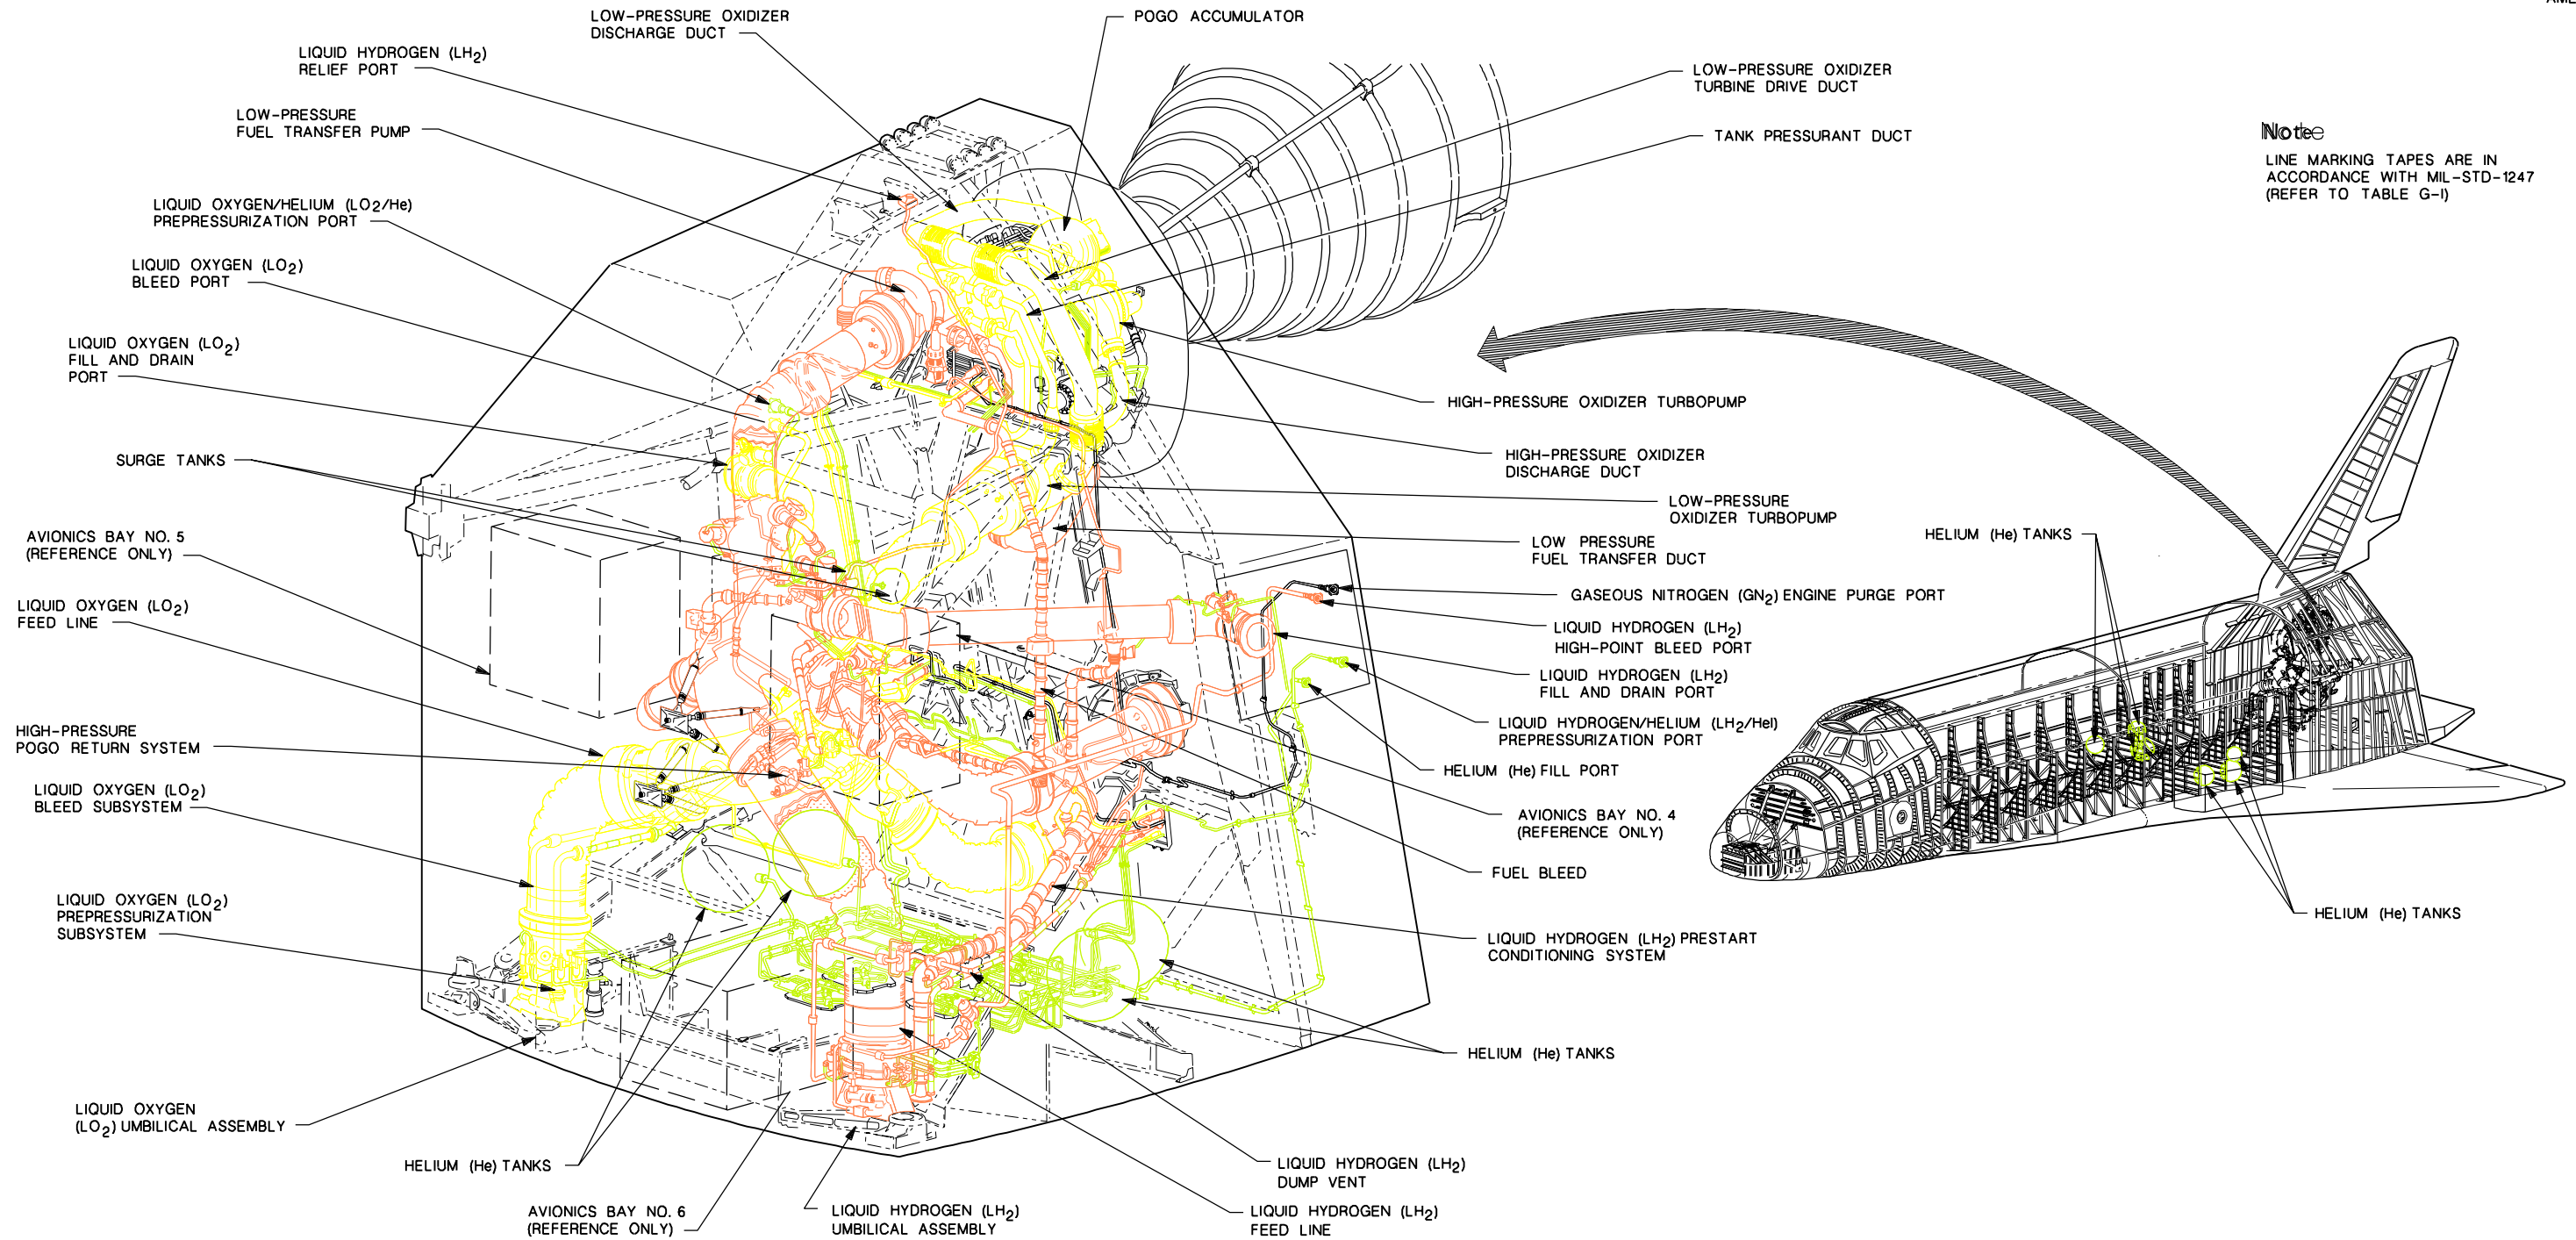 LOW-PRESSURE OXIDIZER
DISCHARGE DUCT
POGO ACCUMULATOR
LIQUID HYDROGEN (LH2)
RELIEF PORT
LOW-PRESSURE OXIDIZER
TURBINE DRIVE DUCT
LOW-PRESSURE
FUEL TRANSFER PUMP
TANK PRESSURANT DUCT
Note
LINE MARKING TAPES ARE IN
ACCORDANCE WITH MIL-STD-1247
(REFER TO TABLE G-I)
LIQUID OXYGEN/HELIUM (LO2/He)
PREPRESSURIZATION PORT
LIQUID OXYGEN (LO2)
BLEED PORT
LIQUID OXYGEN (LO2)
FILL AND DRAIN
PORT
HIGH-PRESSURE OXIDIZER TURBOPUMP
SURGE TANKS
HIGH-PRESSURE OXIDIZER
DISCHARGE DUCT
LOW-PRESSURE
OXIDIZER TURBOPUMP
AVIONICS BAY NO. 5
(REFERENCE ONLY)
LOW PRESSURE
FUEL TRANSFER DUCT
HELIUM (He) TANKS
GASEOUS NITROGEN (GN2) ENGINE PURGE PORT
LIQUID OXYGEN (LO2)
FEED LINE
LIQUID HYDROGEN (LH2)
HIGH-POINT BLEED PORT
LIQUID HYDROGEN (LH2)
FILL AND DRAIN PORT
HIGH-PRESSURE
POGO RETURN SYSTEM
LIQUID HYDROGEN/HELIUM (LH2/Hel)
PREPRESSURIZATION PORT
HELIUM (He) FILL PORT
LIQUID OXYGEN (LO2)
BLEED SUBSYSTEM
AVIONICS BAY NO. 4
(REFERENCE ONLY)
FUEL BLEED
LIQUID OXYGEN (LO2)
PREPRESSURIZATION
SUBSYSTEM
HELIUM (He) TANKS
LIQUID HYDROGEN (LH2) PRESTART
CONDITIONING SYSTEM
HELIUM (He) TANKS
LIQUID OXYGEN
(LO2) UMBILICAL ASSEMBLY
HELIUM (He) TANKS
LIQUID HYDROGEN (LH2)
DUMP VENT
AVIONICS BAY NO. 6
(REFERENCE ONLY)
LIQUID HYDROGEN (LH2)
UMBILICAL ASSEMBLY
LIQUID HYDROGEN (LH2)
FEED LINE